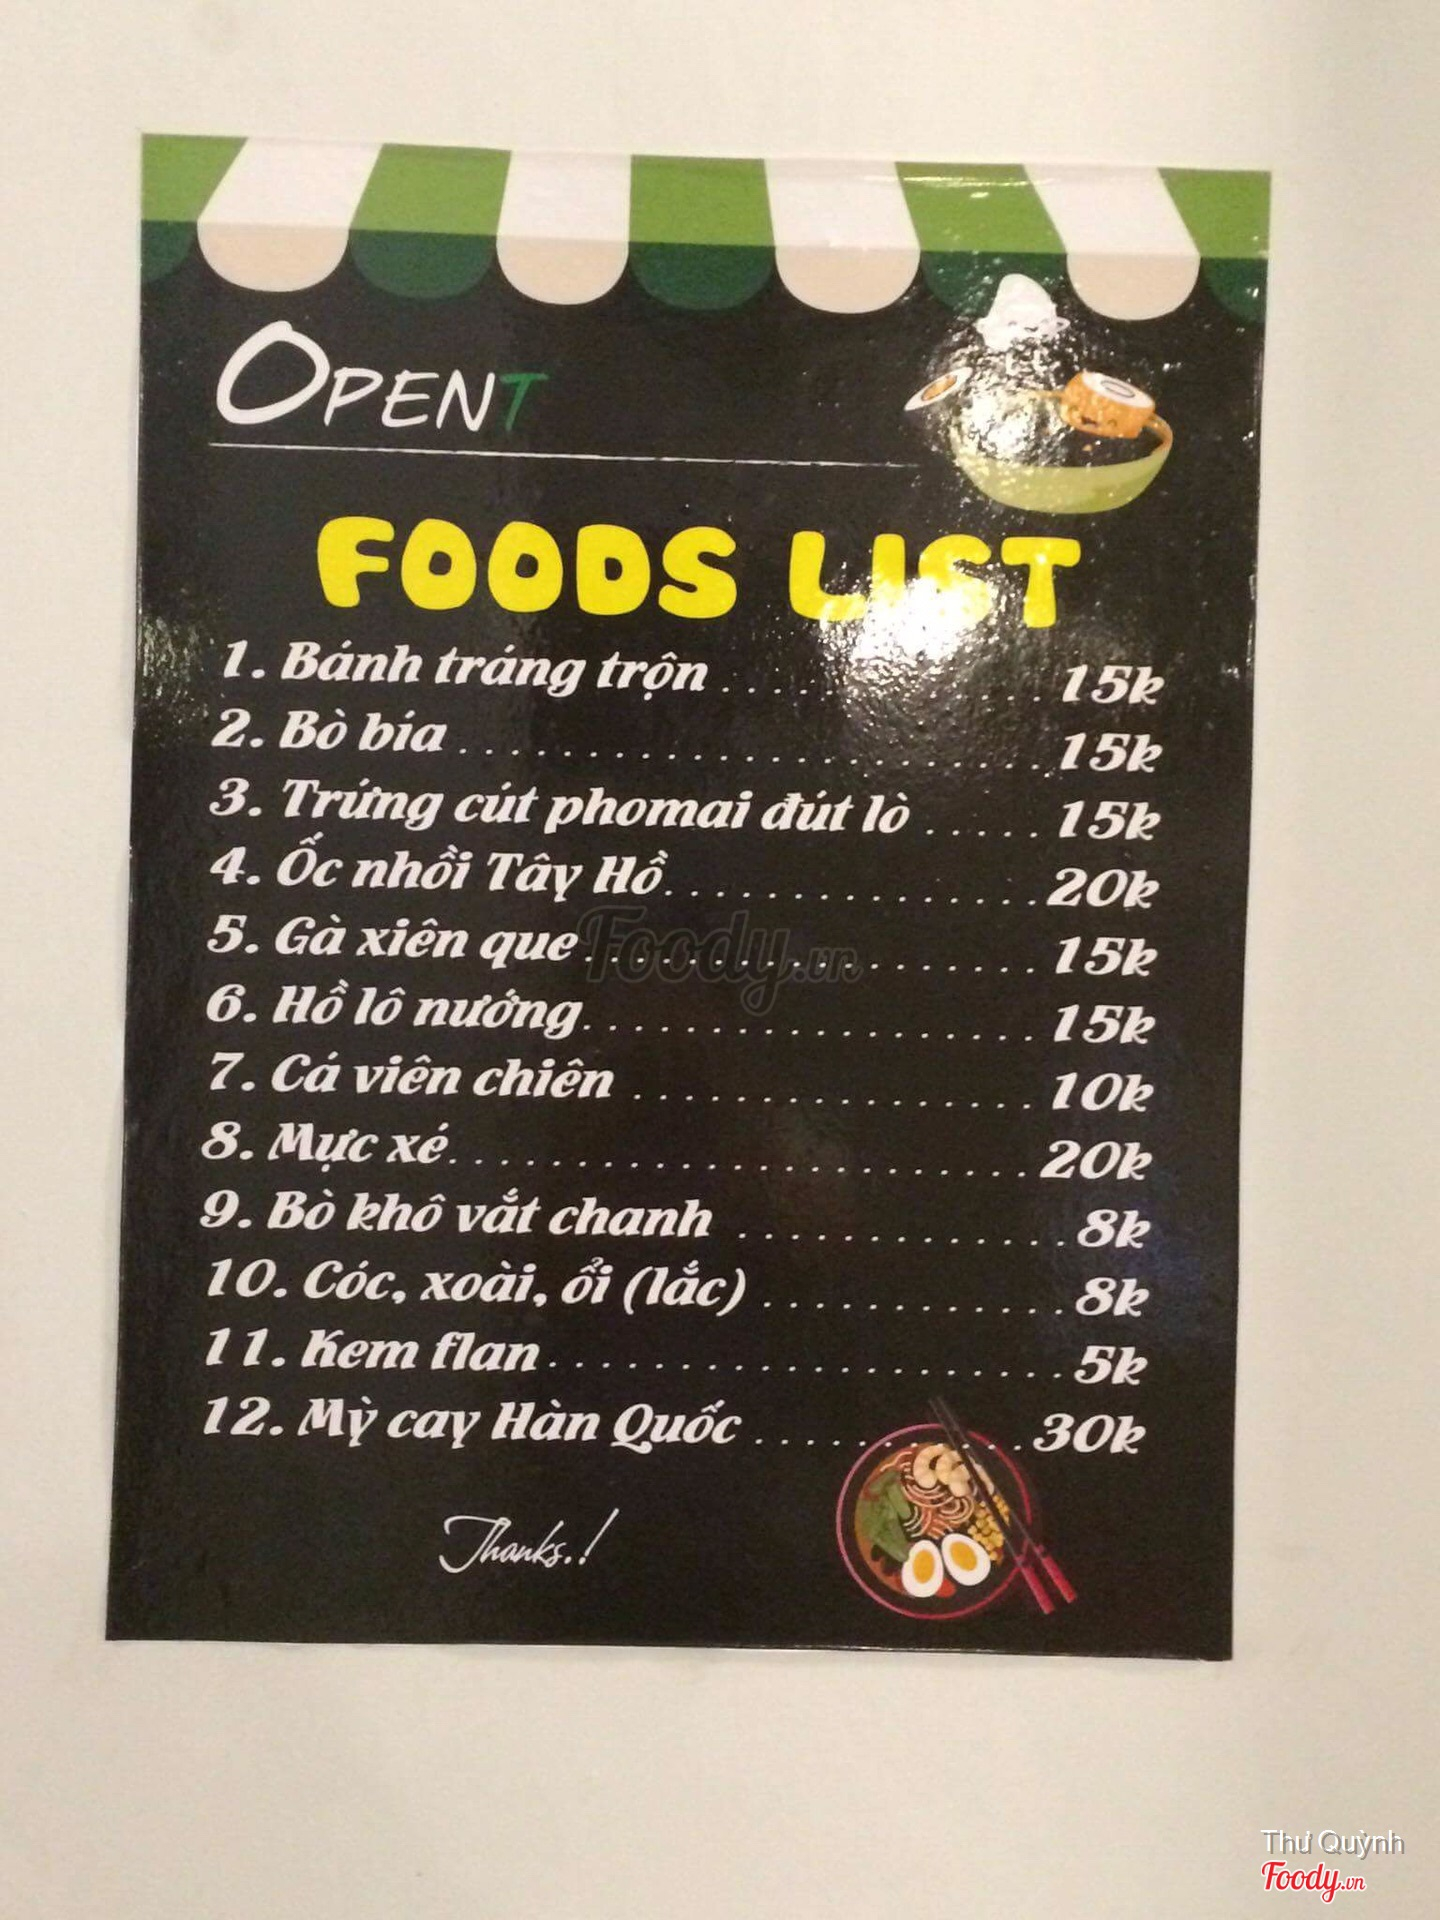 OPENT
FOODS LIST
1. Bánh tráng trộn . . . . . . . . . . . . . . . 15k
2. Bò bía . . . . . . . . . . . . . . . . . . . . . . . 15k
3. Trứng cút phomai đút lò . . . . . 15k
4. Ốc nhồi Tây Hồ. . . . . . . . . . . . . . . 20k
5. Gà xiên que . . . . . . . . . . . . . . . . . . 15k
6. Hồ lô nướng. . . . . . . . . . . . . . . . . . 15k
7. Cá viên chiên . . . . . . . . . . . . . . . . 10k
8. Mực xé. . . . . . . . . . . . . . . . . . . . . . 20k
9. Bò khô vắt chanh . . . . . . . . . . . . . 8k
10. Cóc, xoài, ổi (lắc) . . . . . . . . . . . . 8k
11. Kem flan . . . . . . . . . . . . . . . . . . . . 5k
12. Mỳ cay Hàn Quốc . . . . . . . . . . . 30k
Thanks.!
Foody.vn
Thư Quỳnh
Foody.vn